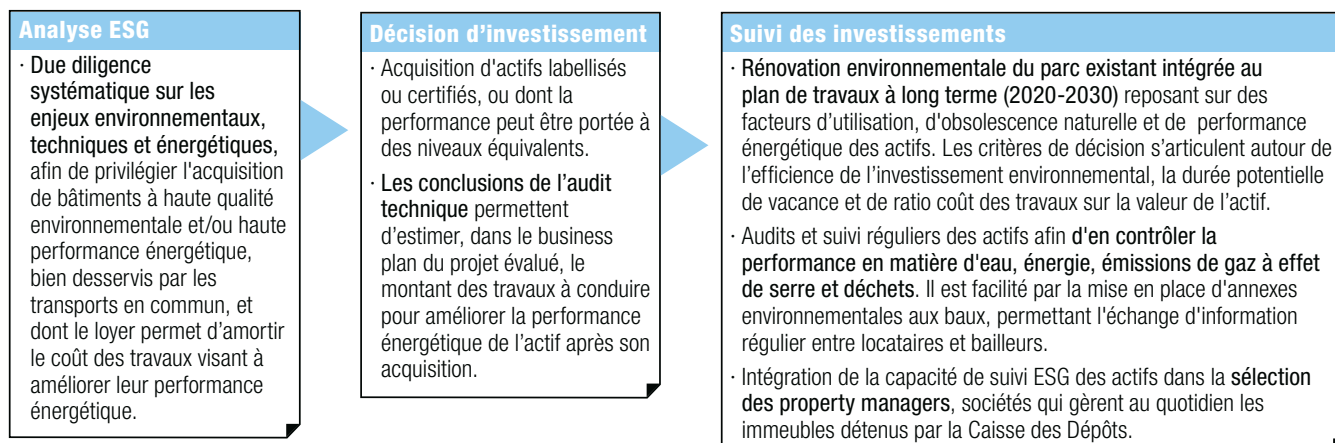 Analyse ESG
· Due diligence
systématique sur les
enjeux environnementaux,
techniques et énergétiques,
afin de privilégier l'acquisition
de bâtiments à haute qualité
environnementale et/ou haute
performance énergétique,
bien desservis par les
transports en commun, et
dont le loyer permet d’amortir
le coût des travaux visant à
améliorer leur performance
énergétique.
Décision d’investissement
· Acquisition d'actifs labellisés
ou certifiés, ou dont la
performance peut être portée à
des niveaux équivalents.
· Les conclusions de l’audit
technique permettent
d’estimer, dans le business
plan du projet évalué, le
montant des travaux à conduire
pour améliorer la performance
énergétique de l’actif après son
acquisition.
Suivi des investissements
· Rénovation environnementale du parc existant intégrée au
plan de travaux à long terme (2020-2030) reposant sur des
facteurs d’utilisation, d'obsolescence naturelle et de performance
énergétique des actifs. Les critères de décision s’articulent autour de
l’efficience de l’investissement environnemental, la durée potentielle
de vacance et de ratio coût des travaux sur la valeur de l’actif.
· Audits et suivi réguliers des actifs afin d'en contrôler la
performance en matière d'eau, énergie, émissions de gaz à effet
de serre et déchets. Il est facilité par la mise en place d'annexes
environnementales aux baux, permettant l'échange d'information
régulier entre locataires et bailleurs.
· Intégration de la capacité de suivi ESG des actifs dans la sélection
des property managers, sociétés qui gèrent au quotidien les
immeubles détenus par la Caisse des Dépôts.